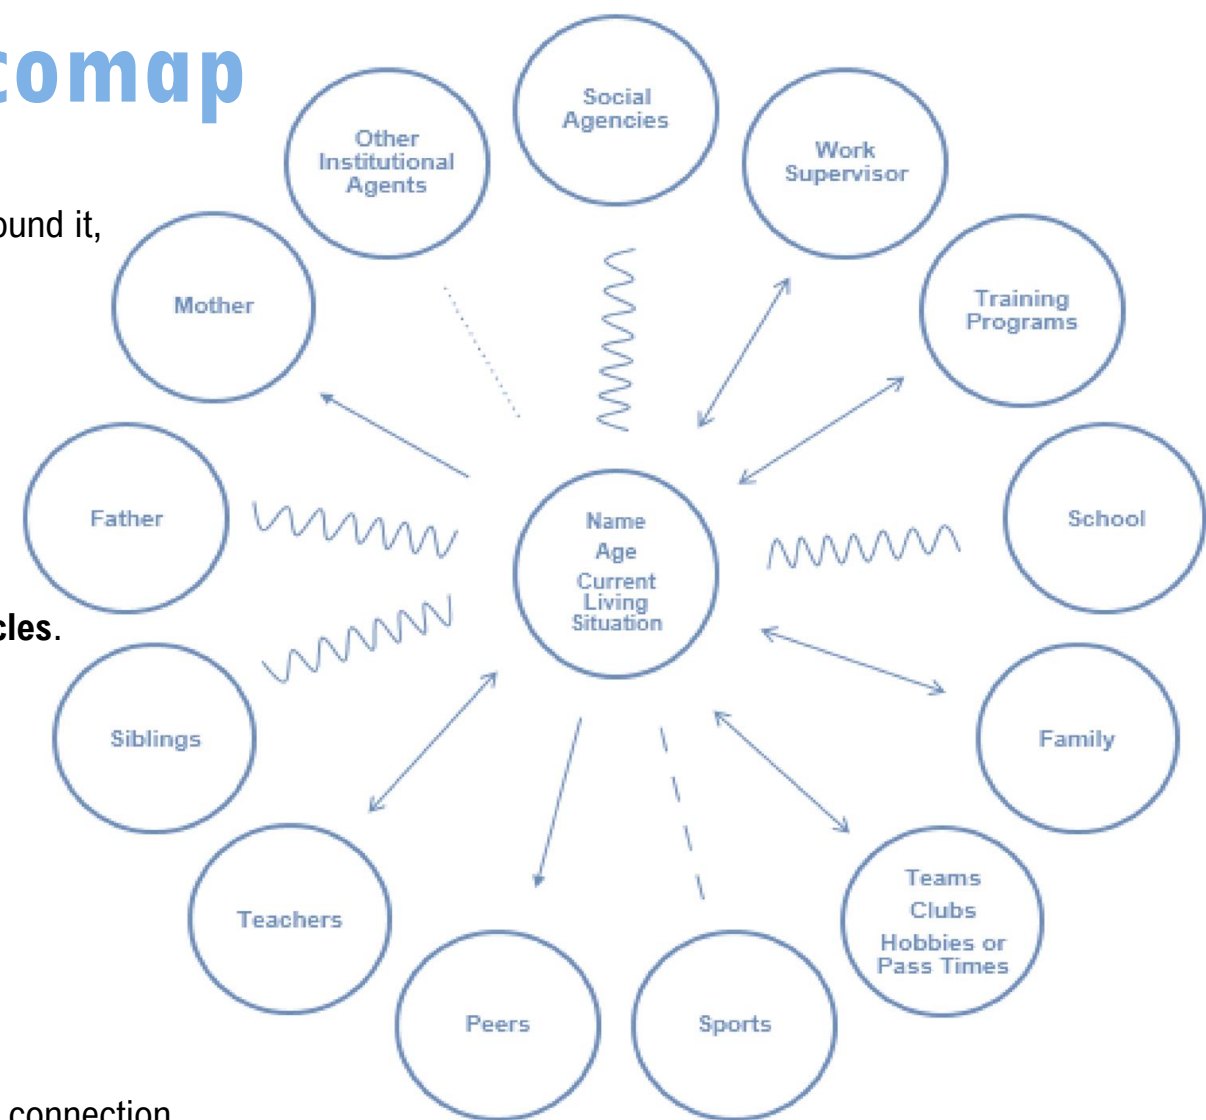 comap
ound it,
cles.
connection
Social
Agencies
Other
Institutional
Agents
Work
Supervisor
Mother
Training
Programs
Father
Name
Age
Current
Living
Situation
School
Siblings
Family
Teachers
Teams
Clubs
Hobbies or
Pass Times
Peers
Sports